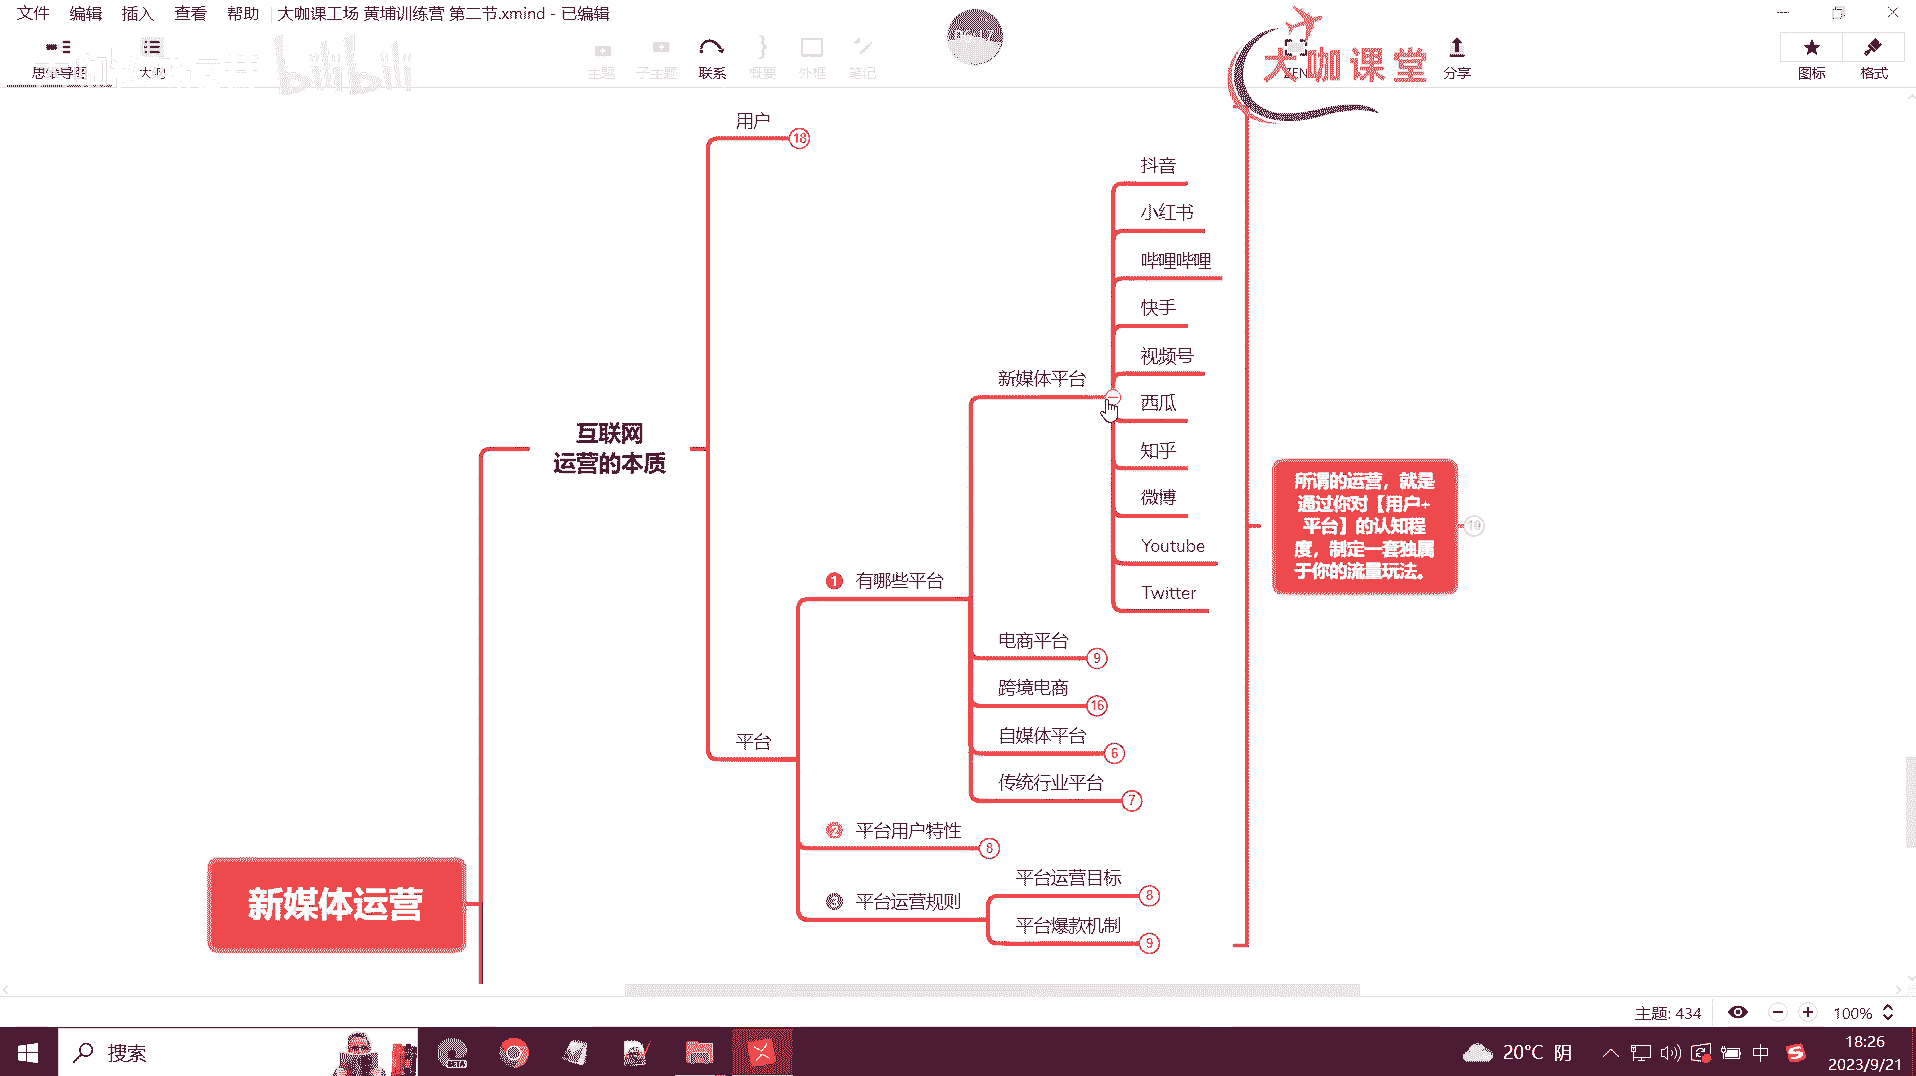 文件 编辑 插入 查看 帮助 大咖课工场 黄埔训练营 第二节.xmind - 已编辑
思维导图
大纲
主题
子主题
联系
概要
外框
笔记
ZEN
分享
图标
格式
bilibili
大咖课堂
用户
18
抖音
小红书
哔哩哔哩
快手
视频号
新媒体平台
西瓜
知乎
微博
Youtube
Twitter
互联网
运营的本质
所谓的运营,就是
通过你对【用户+
平台】的认知程
度,制定一套独属
于你的流量玩法。
10
1 有哪些平台
电商平台
9
跨境电商
16
自媒体平台
6
传统行业平台
7
平台
2 平台用户特性
8
平台运营目标
8
3 平台运营规则
平台爆款机制
9
新媒体运营
主题: 434
100%
搜索
BETA
20°C 阴
中
18:26
2023/9/21